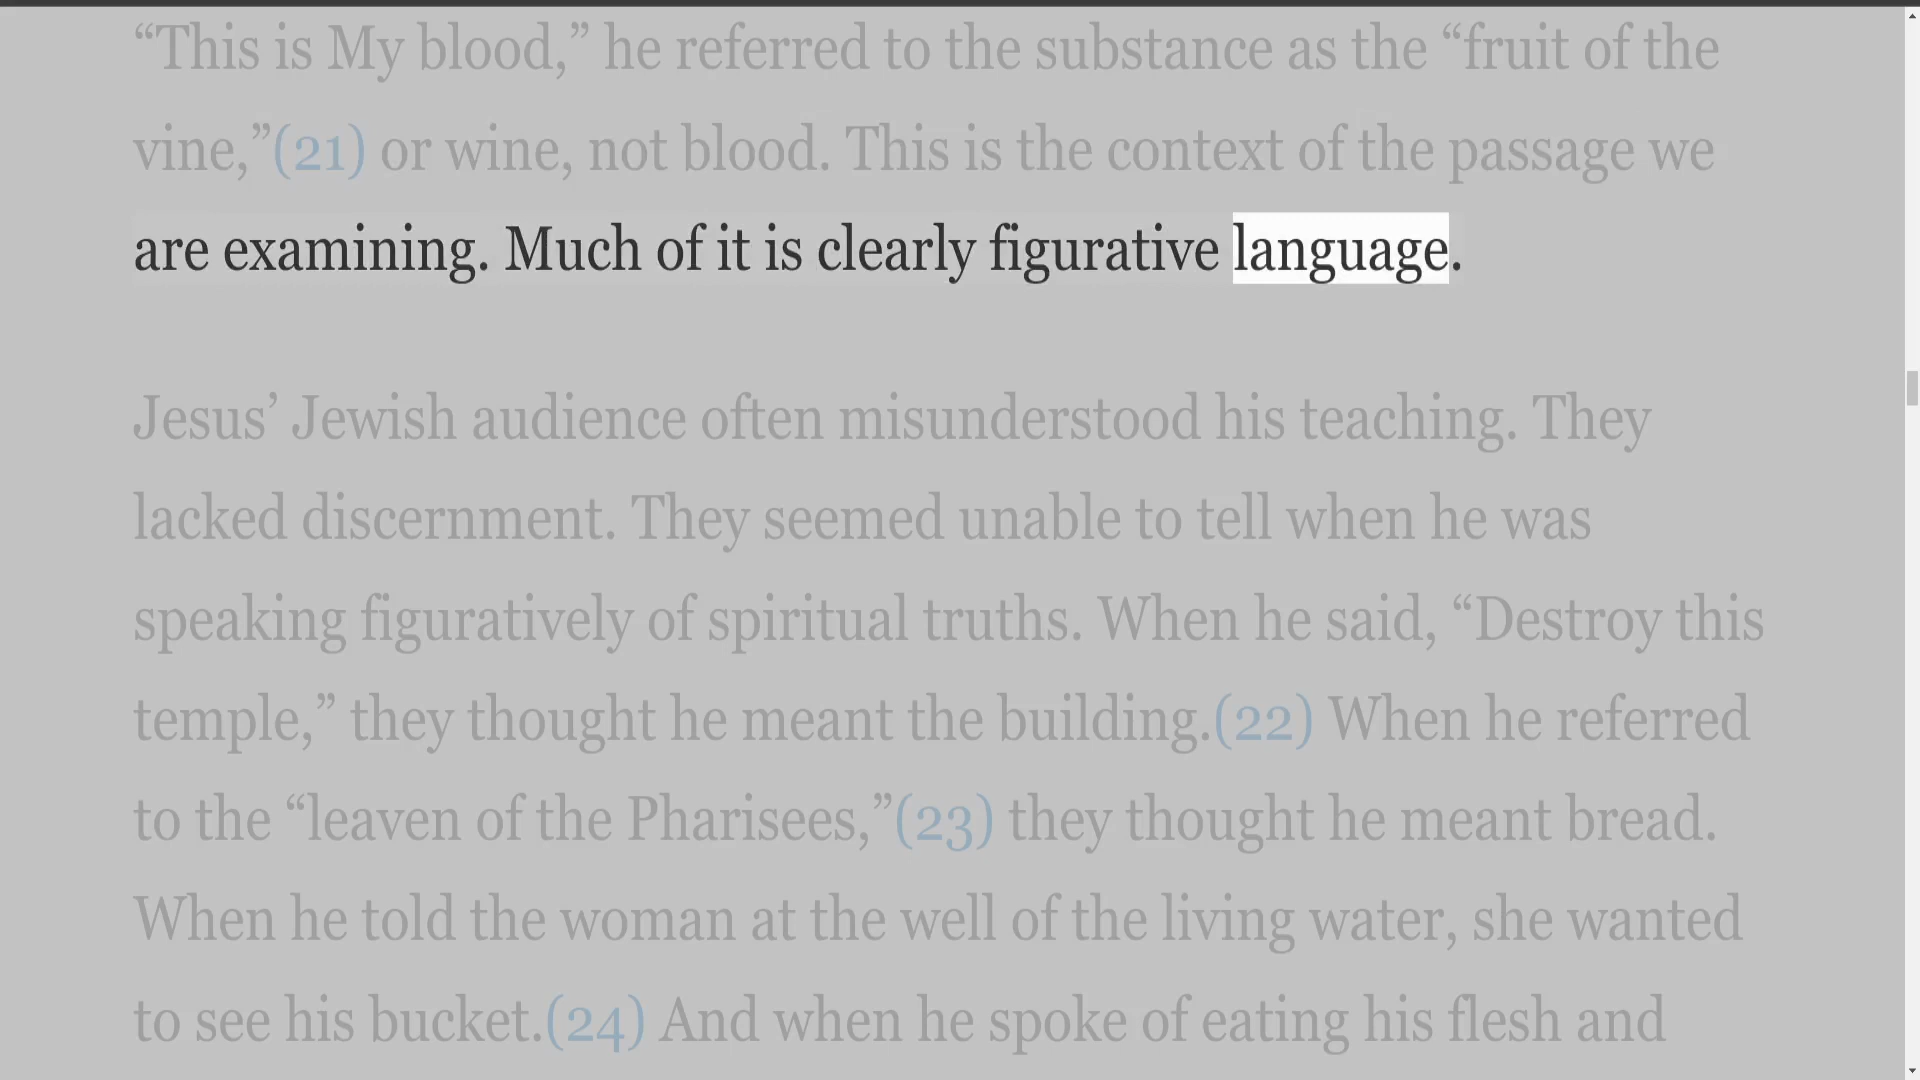 “This is My blood,” he referred to the substance as the “fruit of the
vine,”(21) or wine, not blood. This is the context of the passage we
are examining. Much of it is clearly figurative language.
Jesus’ Jewish audience often misunderstood his teaching. They
lacked discernment. They seemed unable to tell when he was
speaking figuratively of spiritual truths. When he said, “Destroy this
temple,” they thought he meant the building.(22) When he referred
to the “leaven of the Pharisees,”(23) they thought he meant bread.
When he told the woman at the well of the living water, she wanted
to see his bucket.(24) And when he spoke of eating his flesh and